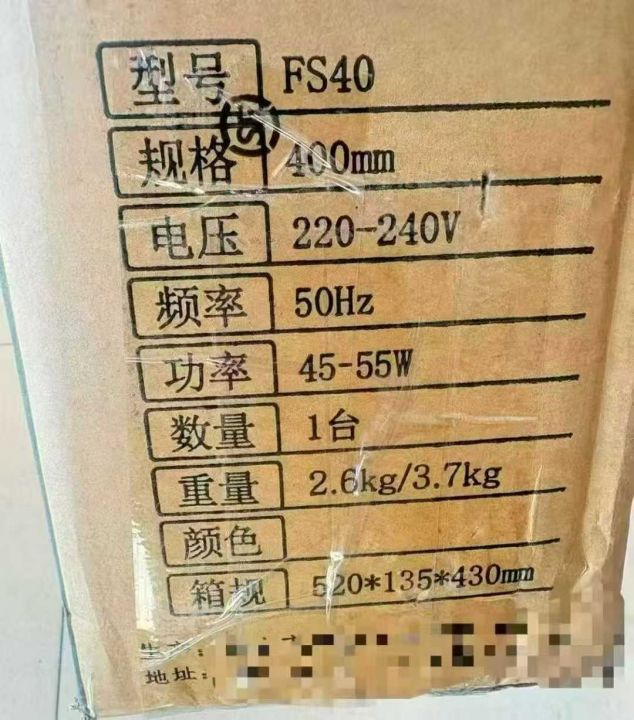 型号 FS40
规格 400mm
电压 220-240V
频率 50Hz
功率 45-55W
数量 1台
重量 2.6kg/3.7kg
颜色
箱规 520*135*430mm
地址: